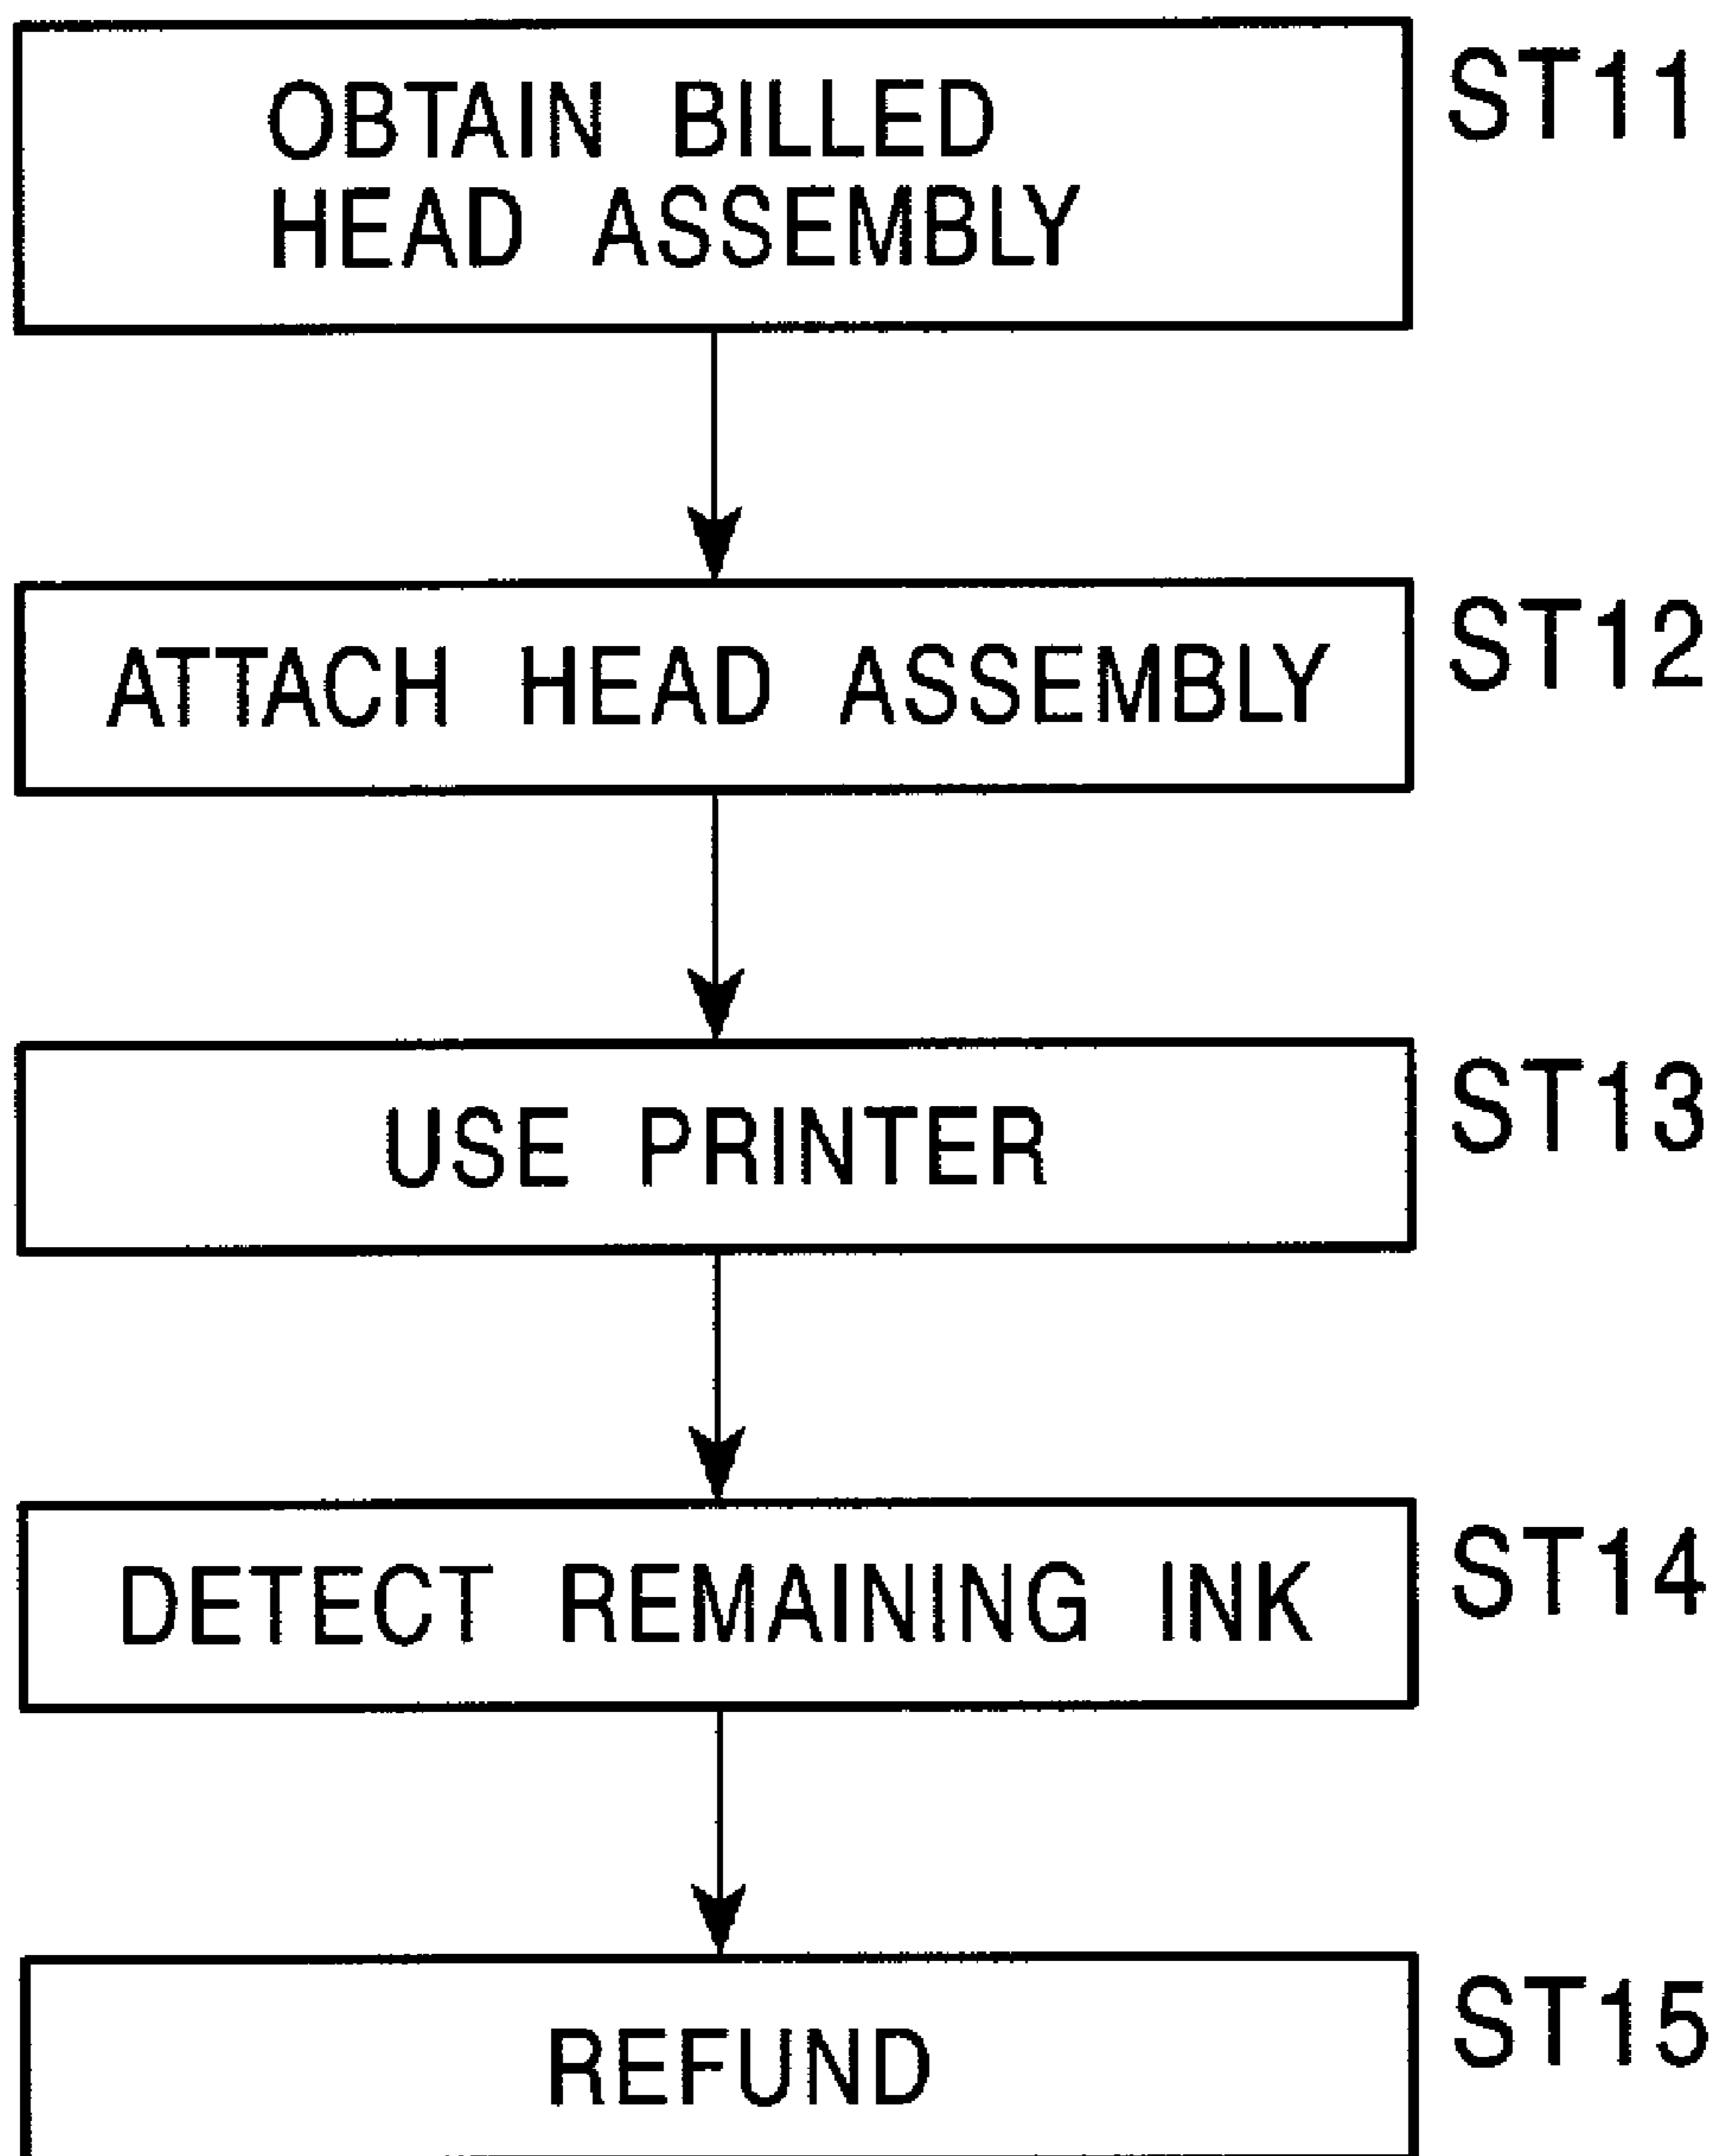 OBTAIN BILLED
HEAD ASSEMBLY
ST11
ATTACH HEAD ASSEMBLY
ST12
USE PRINTER
ST13
DETECT REMAINING INK
ST14
REFUND
ST15